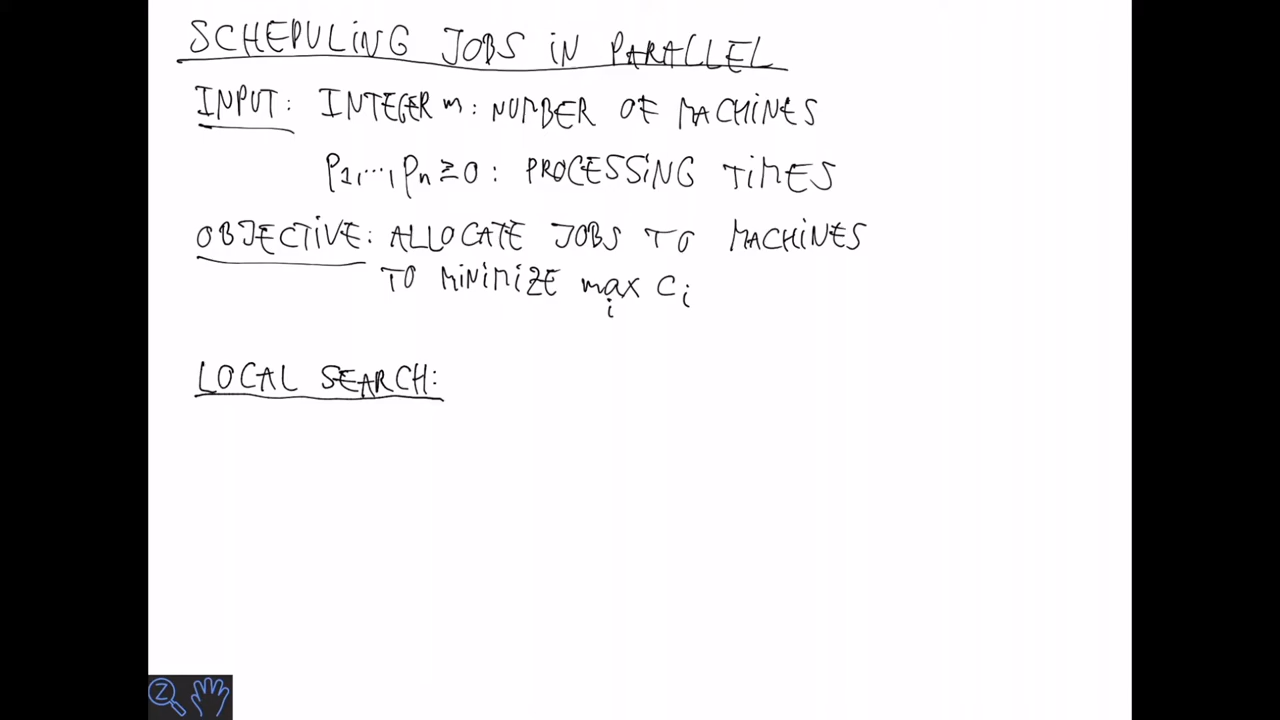 SCHEDULING JOBS IN PARALLEL
INPUT: INTEGER m: NUMBER OF MACHINES
p1,...,pn ≥ 0: PROCESSING TIMES
OBJECTIVE: ALLOCATE JOBS TO MACHINES
TO MINIMIZE max Ci
i
LOCAL SEARCH:
Z